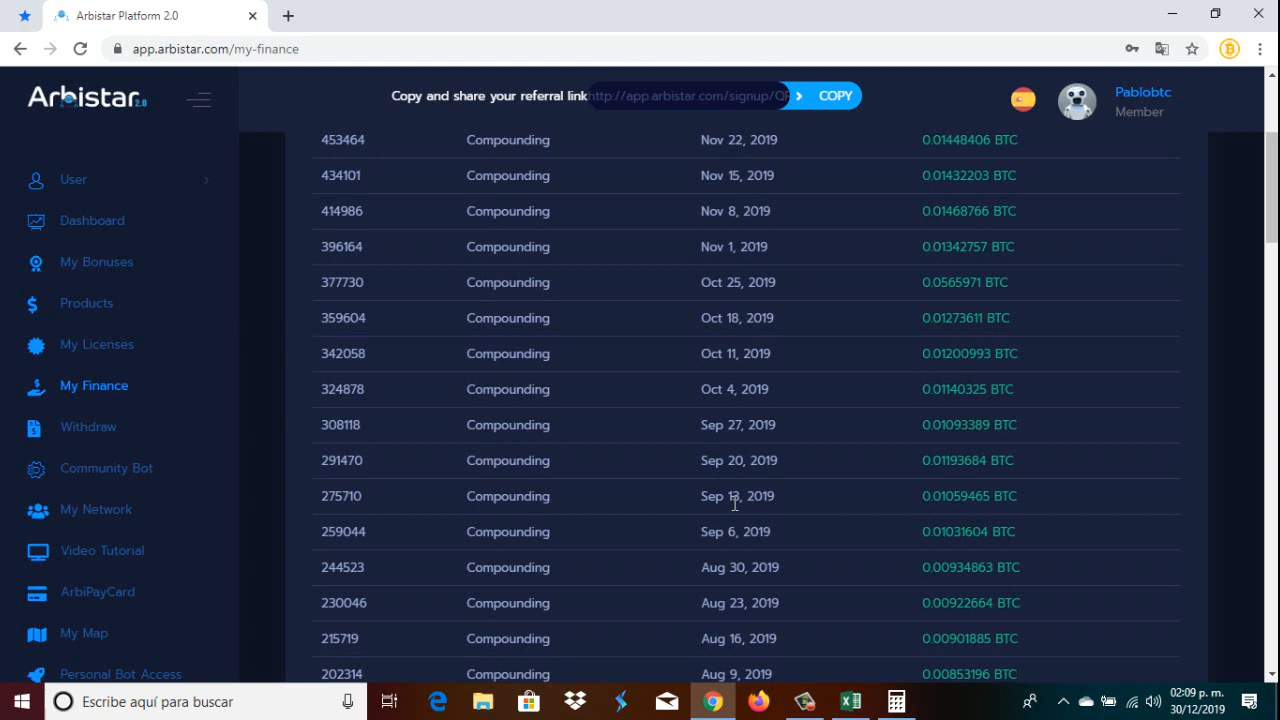 Arbistar Platform 2.0
app.arbistar.com/my-finance
Arbistar 2.0
Copy and share your referral link http://app.arbistar.com/signup/QR COPY
Pablobtc
Member
User
Dashboard
My Bonuses
Products
My Licenses
My Finance
Withdraw
Community Bot
My Network
Video Tutorial
ArbiPayCard
My Map
Personal Bot Access
453464 Compounding Nov 22, 2019 0.01448406 BTC
434101 Compounding Nov 15, 2019 0.01432203 BTC
414986 Compounding Nov 8, 2019 0.01468766 BTC
396164 Compounding Nov 1, 2019 0.01342757 BTC
377730 Compounding Oct 25, 2019 0.0565971 BTC
359604 Compounding Oct 18, 2019 0.01273611 BTC
342058 Compounding Oct 11, 2019 0.01200993 BTC
324878 Compounding Oct 4, 2019 0.01140325 BTC
308118 Compounding Sep 27, 2019 0.01093389 BTC
291470 Compounding Sep 20, 2019 0.01193684 BTC
275710 Compounding Sep 13, 2019 0.01059465 BTC
259044 Compounding Sep 6, 2019 0.01031604 BTC
244523 Compounding Aug 30, 2019 0.00934863 BTC
230046 Compounding Aug 23, 2019 0.00922664 BTC
215719 Compounding Aug 16, 2019 0.00901885 BTC
202314 Compounding Aug 9, 2019 0.00853196 BTC
Escribe aquí para buscar
02:09 p. m.
30/12/2019